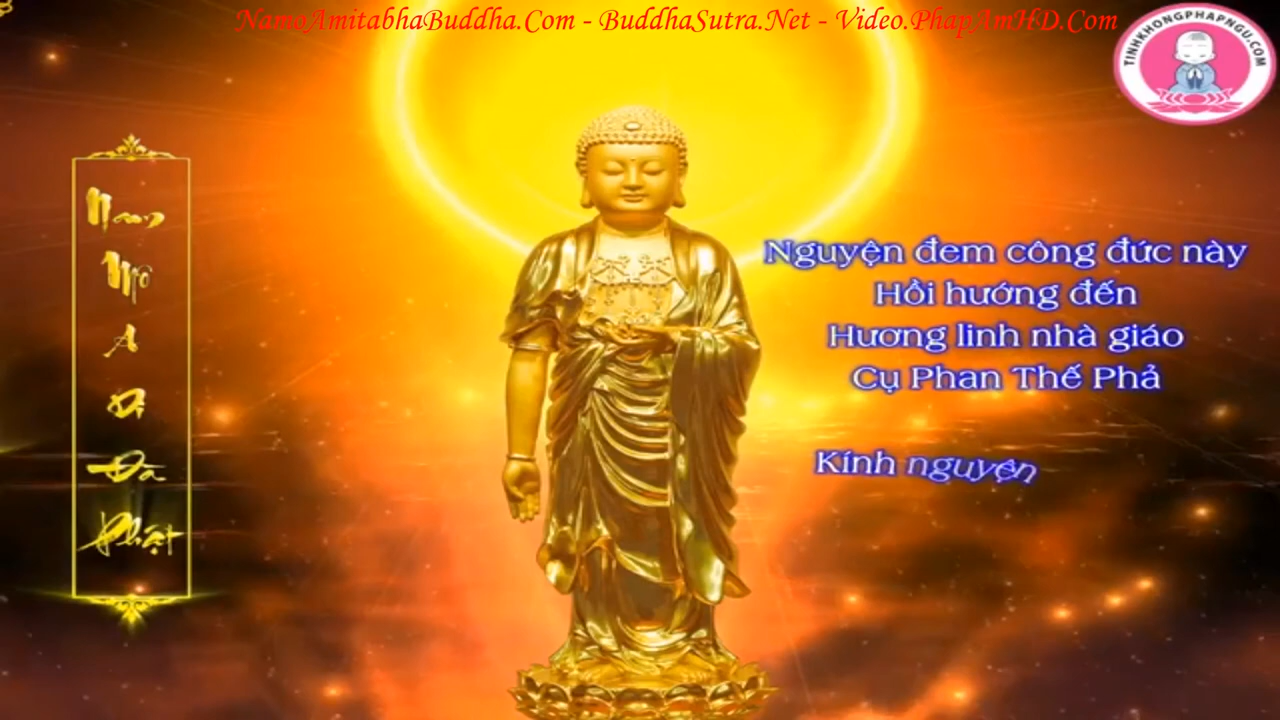 NamoAmitabhaBuddha.Com - BuddhaSutra.Net - Video.PhapAmHD.Com
TINHKHONGPHAPNGU.COM
Nam
Mô
A
Di
Đà
Phật
Nguyện đem công đức này
Hồi hướng đến
Hương linh nhà giáo
Cụ Phan Thế Phả
Kính nguyện